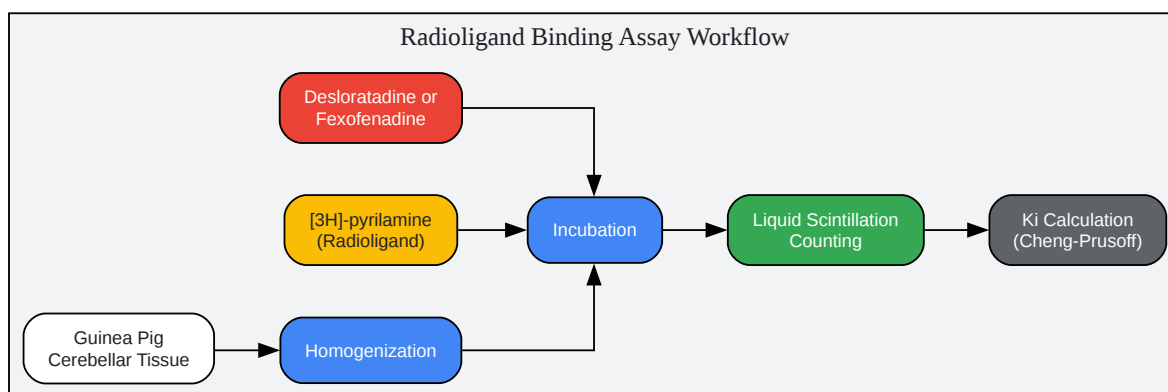 Radioligand Binding Assay Workflow
Desloratadine or
Fexofenadine
[3H]-pyrilamine
(Radioligand)
Incubation
Liquid Scintillation
Counting
Ki Calculation
(Cheng-Prusoff)
Guinea Pig
Cerebellar Tissue
Homogenization